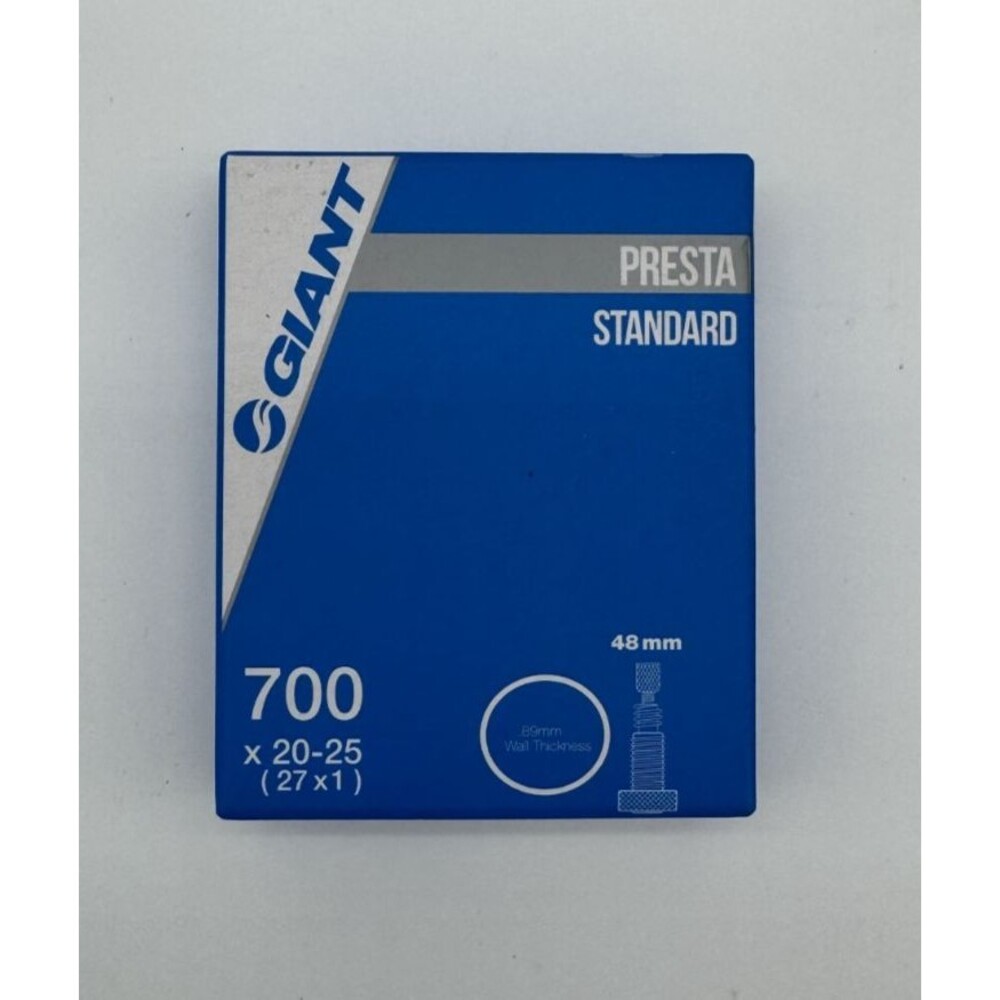 GIANT
PRESTA
STANDARD
700
x 20-25
( 27 x 1 )
.89mm
Wall Thickness
48 mm